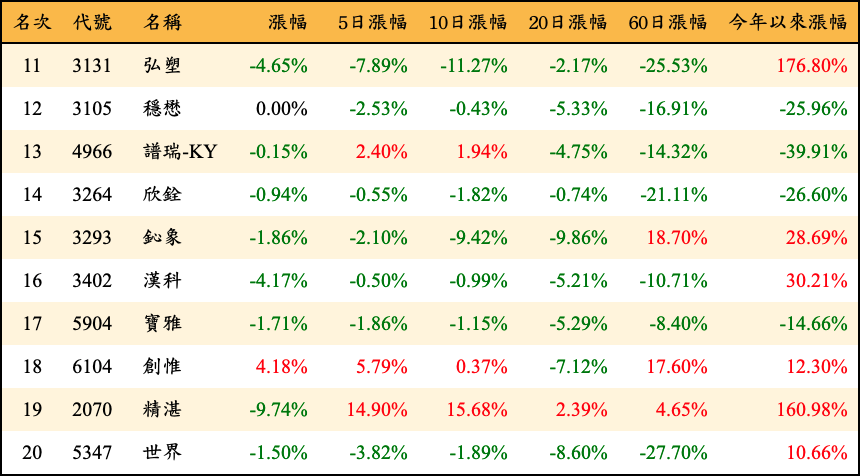 名次 代號 名稱 漲幅 5日漲幅 10日漲幅 20日漲幅 60日漲幅 今年以來漲幅
11 3131 弘塑 -4.65% -7.89% -11.27% -2.17% -25.53% 176.80%
12 3105 穩懋 0.00% -2.53% -0.43% -5.33% -16.91% -25.96%
13 4966 譜瑞-KY -0.15% 2.40% 1.94% -4.75% -14.32% -39.91%
14 3264 欣銓 -0.94% -0.55% -1.82% -0.74% -21.11% -26.60%
15 3293 鈊象 -1.86% -2.10% -9.42% -9.86% 18.70% 28.69%
16 3402 漢科 -4.17% -0.50% -0.99% -5.21% -10.71% 30.21%
17 5904 寶雅 -1.71% -1.86% -1.15% -5.29% -8.40% -14.66%
18 6104 創惟 4.18% 5.79% 0.37% -7.12% 17.60% 12.30%
19 2070 精湛 -9.74% 14.90% 15.68% 2.39% 4.65% 160.98%
20 5347 世界 -1.50% -3.82% -1.89% -8.60% -27.70% 10.66%